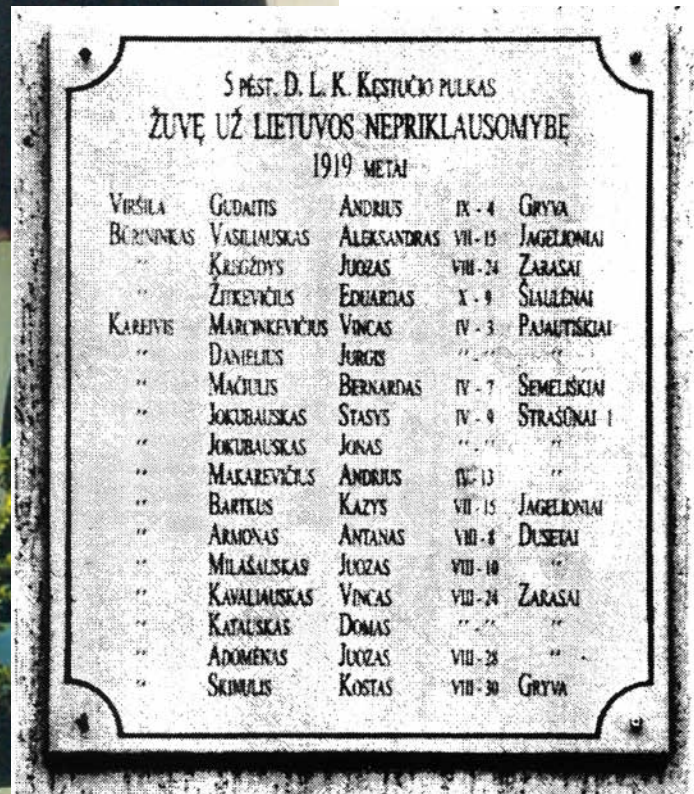 5 PĖST. D. L. K. KĘSTUČIO PULKAS
ŽUVĘ UŽ LIETUVOS NEPRIKLAUSOMYBĘ
1919 METAI
VIRŠILA GUDAITIS ANDRIUS IX - 4 GRYVA
BŪRININKAS VASILIAUSKAS ALEKSANDRAS VII - 15 JAGELIONIAI
" KREGŽDYS JUOZAS VIII - 24 ZARASAI
" ŽITKEVIČIUS EDUARDAS X - 9 ŠIAULĖNAI
KAREIVIS MARCINKEVIČIUS VINCAS IV - 3 PAJAUTIŠKIAI
" DANIELIUS JURGIS " - " "
" MAČIULIS BERNARDAS IV - 7 SEMELIŠKIAI
" JOKUBAUSKAS STASYS IV - 9 STRAŠŪNAI
" JOKUBAUSKAS JONAS " - " "
" MAKAREVIČIUS ANDRIUS IV - 13 "
" BARTKUS KAZYS VII - 15 JAGELIONIAI
" ARMONAS ANTANAS VIII - 8 DUSETAI
" MILAŠAUSKAS JUOZAS VIII - 10 "
" KAVALIAUSKAS VINCAS VIII - 24 ZARASAI
" KATAUSKAS DOMAS " - " "
" ADOMĖNAS JUOZAS VIII - 28 "
" SKIMULIS KOSTAS VIII - 30 GRYVA